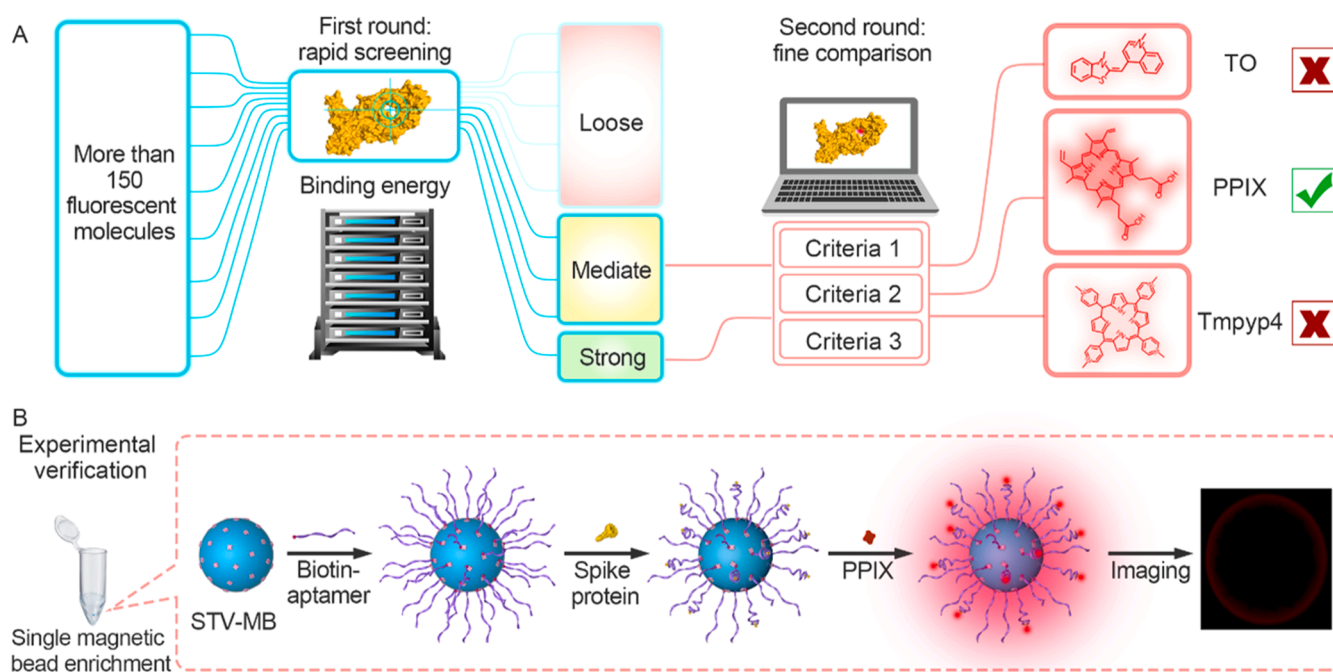 A
First round:
rapid screening
Second round:
fine comparison
More than
150
fluorescent
molecules
Binding energy
Loose
Mediate
Strong
Criteria 1
Criteria 2
Criteria 3
TO
PPIX
Tmpyp4
B
Experimental
verification
Single magnetic
bead enrichment
STV-MB
Biotin-
aptamer
Spike
protein
PPIX
Imaging